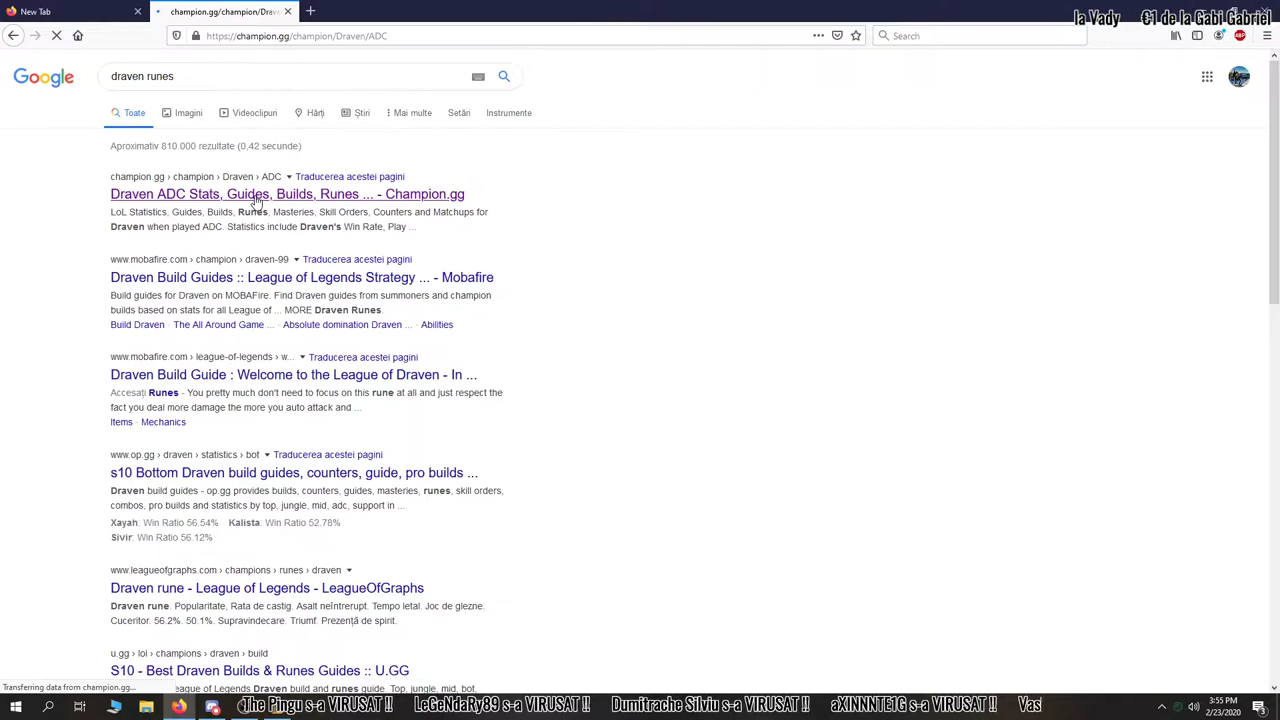 New Tab
champion.gg/champion/Draven/
la Vady €1 de la Gabi Gabriel
https://champion.gg/champion/Draven/ADC
Search
ABP
Google
draven runes
Toate Imagini Videoclipuri Hărți Știri Mai multe Setări Instrumente
Aproximativ 810.000 rezultate (0,42 secunde)
champion.gg › champion › Draven › ADC Traducerea acestei pagini
Draven ADC Stats, Guides, Builds, Runes ... - Champion.gg
LoL Statistics, Guides, Builds, Runes, Masteries, Skill Orders, Counters and Matchups for
Draven when played ADC. Statistics include Draven's Win Rate, Play ...
www.mobafire.com › champion › draven-99 Traducerea acestei pagini
Draven Build Guides :: League of Legends Strategy ... - Mobafire
Build guides for Draven on MOBAFire. Find Draven guides from summoners and champion
builds based on stats for all League of ... MORE Draven Runes.
Build Draven · The All Around Game ... · Absolute domination Draven ... · Abilities
www.mobafire.com › league-of-legends › w... Traducerea acestei pagini
Draven Build Guide : Welcome to the League of Draven - In ...
Accesați Runes - You pretty much don't need to focus on this rune at all and just respect the
fact you deal more damage the more you auto attack and ...
Items · Mechanics
www.op.gg › draven › statistics › bot Traducerea acestei pagini
s10 Bottom Draven build guides, counters, guide, pro builds ...
Draven build guides - op.gg provides builds, counters, guides, masteries, runes, skill orders,
combos, pro builds and statistics by top, jungle, mid, adc, support in ...
Xayah: Win Ratio 56.54% Kalista: Win Ratio 52.78%
Sivir: Win Ratio 56.12%
www.leagueofgraphs.com › champions › runes › draven
Draven rune - League of Legends - LeagueOfGraphs
Draven rune. Popularitate, Rata de castig. Asalt neîntrerupt. Tempo letal. Joc de glezne.
Cuceritor. 56.2%. 50.1%. Supravindecare. Triumf. Prezență de spirit.
u.gg › lol › champions › draven › build
S10 - Best Draven Builds & Runes Guides :: U.GG
Transferring data from champion.gg...
eague of Legends Draven build and runes guide. Top, jungle, mid, bot,
The Pingu s-a VIRUSAT !! LeGeNdaRy89 s-a VIRUSAT !! Dumitrache Silviu s-a VIRUSAT !! aXINNNTE1G s-a VIRUSAT !! Vas
3:55 PM
2/23/2020